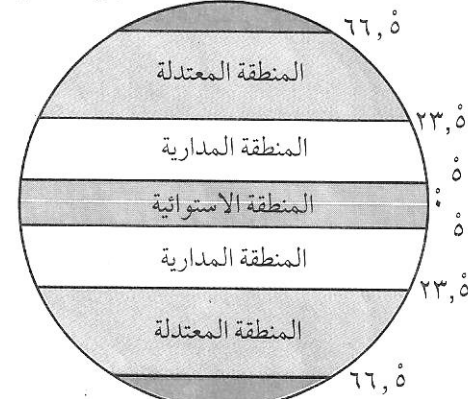 ٦٦,٥°
المنطقة المعتدلة
٢٣,٥°
المنطقة المدارية
٥°
المنطقة الاستوائية
٠°
٥°
المنطقة المدارية
٢٣,٥°
المنطقة المعتدلة
٦٦,٥°